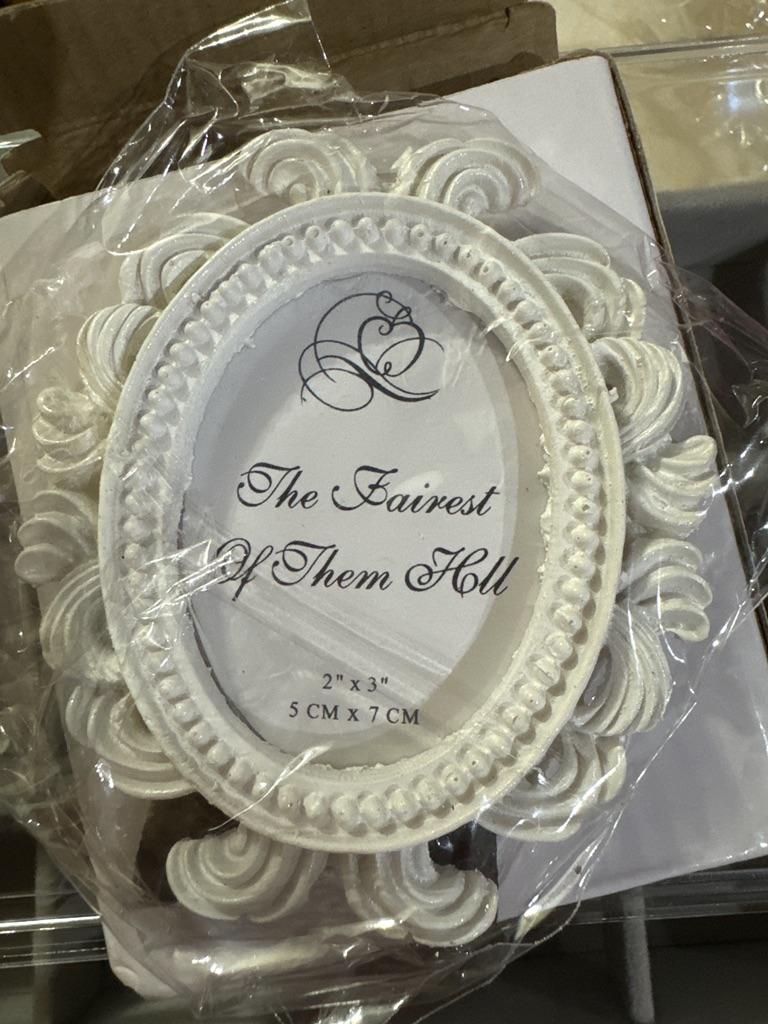 The Fairest
Of Them All
2" x 3"
5 CM x 7 CM